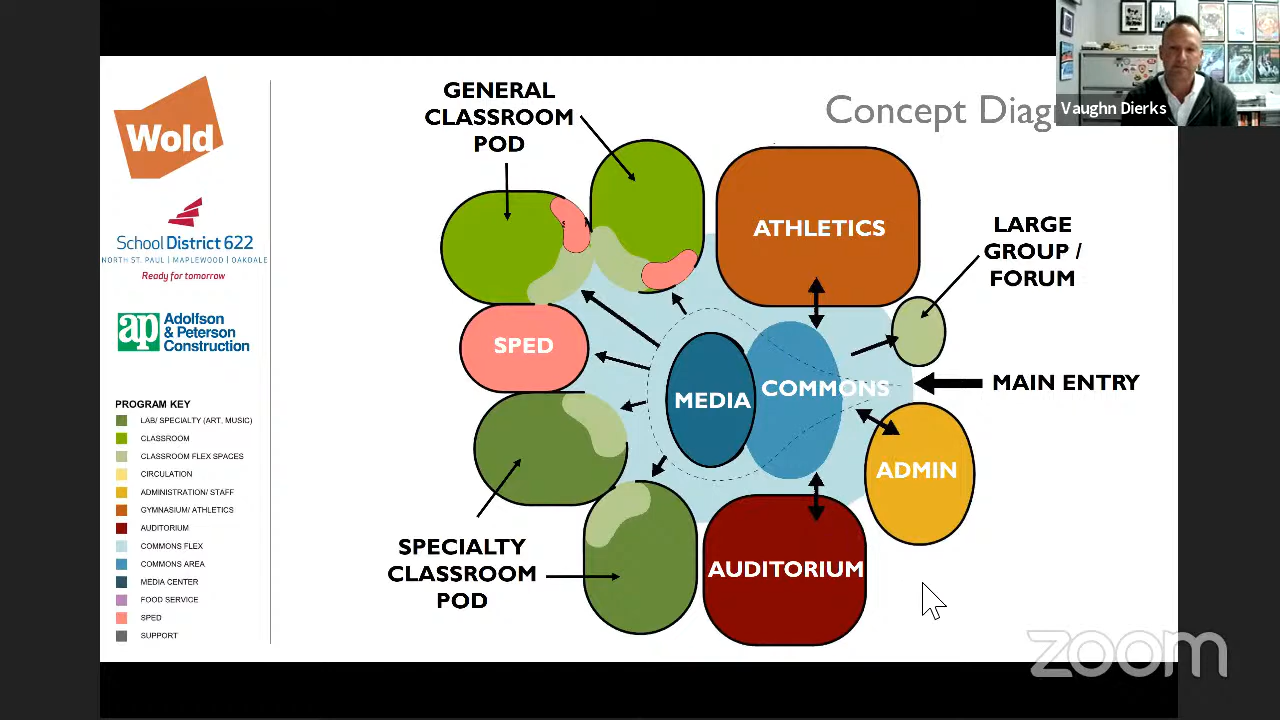 Wold
School District 622
NORTH ST. PAUL | MAPLEWOOD | OAKDALE
Ready for tomorrow
ap Adolfson
& Peterson
Construction
PROGRAM KEY
LAB/ SPECIALTY (ART, MUSIC)
CLASSROOM
CLASSROOM FLEX SPACES
CIRCULATION
ADMINISTRATION/ STAFF
GYMNASIUM/ ATHLETICS
AUDITORIUM
COMMONS FLEX
COMMONS AREA
MEDIA CENTER
FOOD SERVICE
SPED
SUPPORT
Concept Diag
Vaughn Dierks
GENERAL
CLASSROOM
POD
ATHLETICS
LARGE
GROUP /
FORUM
SPED
MEDIA
COMMONS
MAIN ENTRY
ADMIN
SPECIALTY
CLASSROOM
POD
AUDITORIUM
zoom